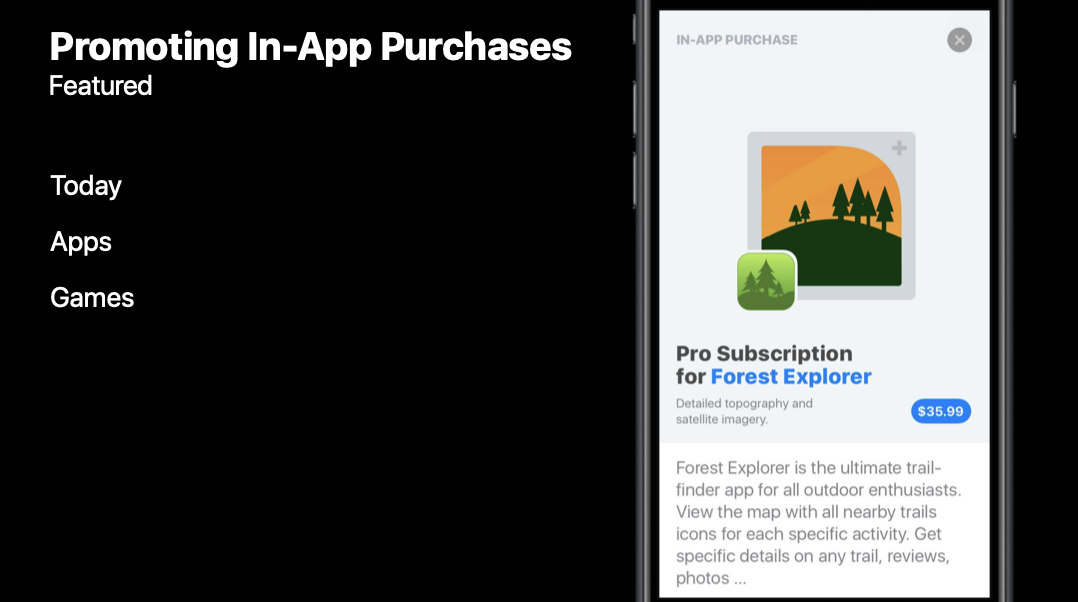 Promoting In-App Purchases
Featured
Today
Apps
Games
IN-APP PURCHASE
Pro Subscription
for Forest Explorer
Detailed topography and
satellite imagery.
$35.99
Forest Explorer is the ultimate trail-
finder app for all outdoor enthusiasts.
View the map with all nearby trails
icons for each specific activity. Get
specific details on any trail, reviews,
photos ...